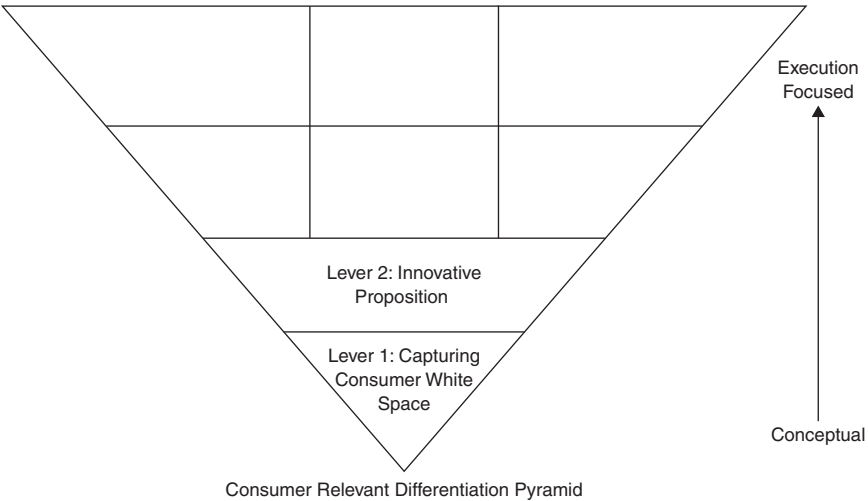 Execution
Focused
Lever 2: Innovative
Proposition
Lever 1: Capturing
Consumer White
Space
Conceptual
Consumer Relevant Differentiation Pyramid